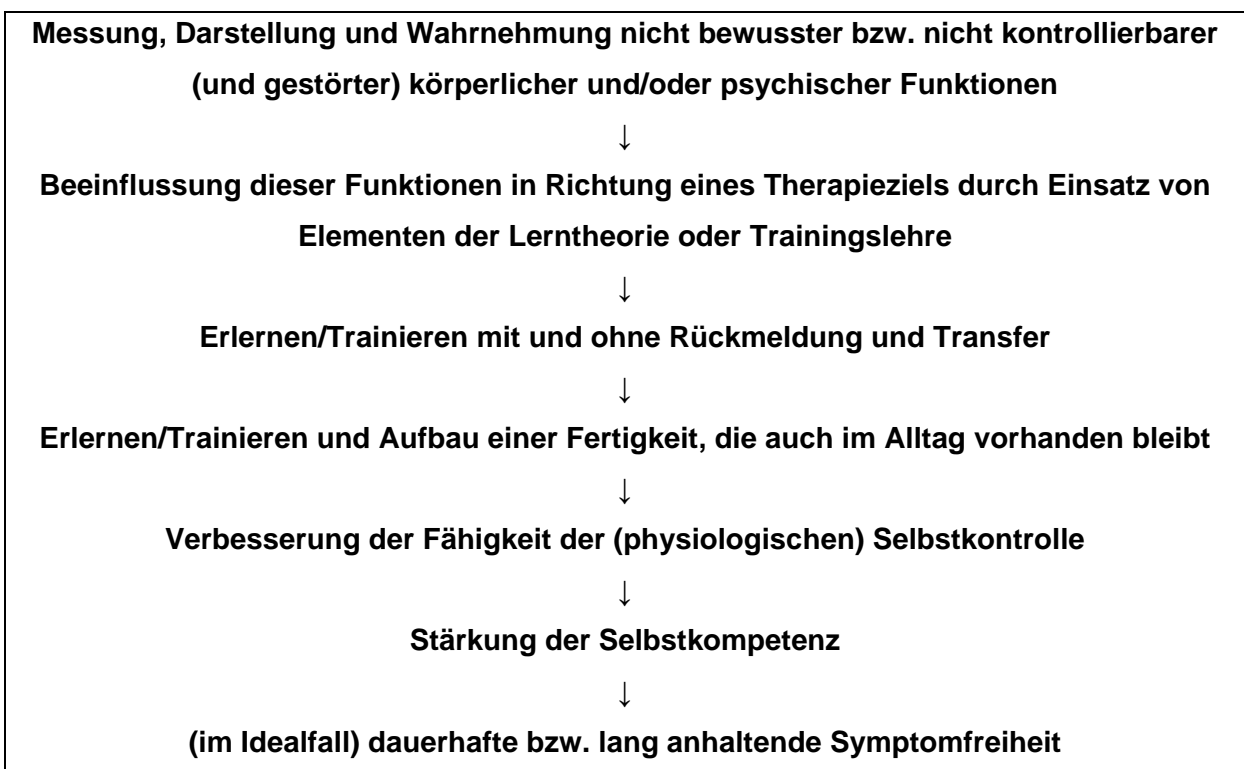 Messung, Darstellung und Wahrnehmung nicht bewusster bzw. nicht kontrollierbarer
(und gestörter) körperlicher und/oder psychischer Funktionen
↓
Beeinflussung dieser Funktionen in Richtung eines Therapieziels durch Einsatz von
Elementen der Lerntheorie oder Trainingslehre
↓
Erlernen/Trainieren mit und ohne Rückmeldung und Transfer
↓
Erlernen/Trainieren und Aufbau einer Fertigkeit, die auch im Alltag vorhanden bleibt
↓
Verbesserung der Fähigkeit der (physiologischen) Selbstkontrolle
↓
Stärkung der Selbstkompetenz
↓
(im Idealfall) dauerhafte bzw. lang anhaltende Symptomfreiheit